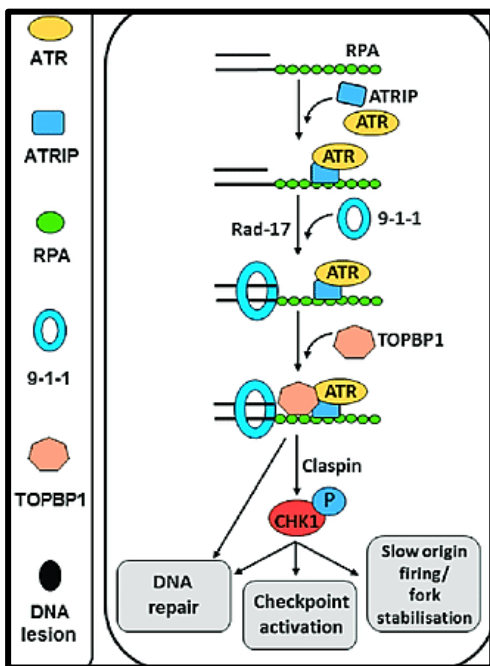 ATR
ATRIP
RPA
9-1-1
TOPBP1
DNA
lesion
RPA
ATRIP
ATR
ATR
Rad-17
9-1-1
ATR
TOPBP1
ATR
Claspin
P
CHK1
DNA
repair
Checkpoint
activation
Slow origin
firing/
fork
stabilisation